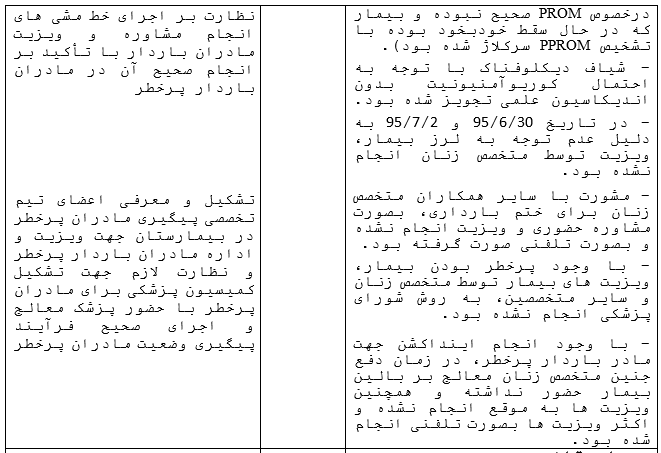 درخصوص PROM صحیح نبوده و بیمار
که در حال سقط خودبخود بوده با
تشخیص PPROM سرکلاژ شده بود).
- شیاف دیکلوفناک با توجه به
احتمال کوریوآمنیونیت بدون
اندیکاسیون علمی تجویز شده بود.
- در تاریخ 95/6/30 و 95/7/2 به
دلیل عدم توجه به لرز بیمار،
ویزیت توسط متخصص زنان انجام
نشده بود.
- مشورت با سایر همکاران متخصص
زنان برای ختم بارداری، بصورت
مشاوره حضوری و ویزیت انجام نشده
و بصورت تلفنی صورت گرفته بود.
- با وجود پرخطر بودن بیمار،
ویزیت های بیمار توسط متخصص زنان
و سایر متخصصین، به روش شورای
پزشکی انجام نشده بود.
- با وجود انجام اینداکشن جهت
مادر باردار پرخطر، در زمان دفع
جنین متخصص زنان معالج بر بالین
بیمار حضور نداشته و همچنین
ویزیت ها به موقع انجام نشده و
اکثر ویزیت ها بصورت تلفنی انجام
شده بود.
نظارت بر اجرای خط مشی های
انجام مشاوره و ویزیت
مادران باردار با تأکید بر
انجام صحیح آن در مادران
باردار پرخطر
تشکیل و معرفی اعضای تیم
تخصصی پیگیری مادران پرخطر
در بیمارستان جهت ویزیت و
اداره مادران باردار پرخطر
و نظارت لازم جهت تشکیل
کمیسیون پزشکی برای مادران
پرخطر با حضور پزشک معالج
و اجرای صحیح فرآیند
پیگیری وضعیت مادران پرخطر